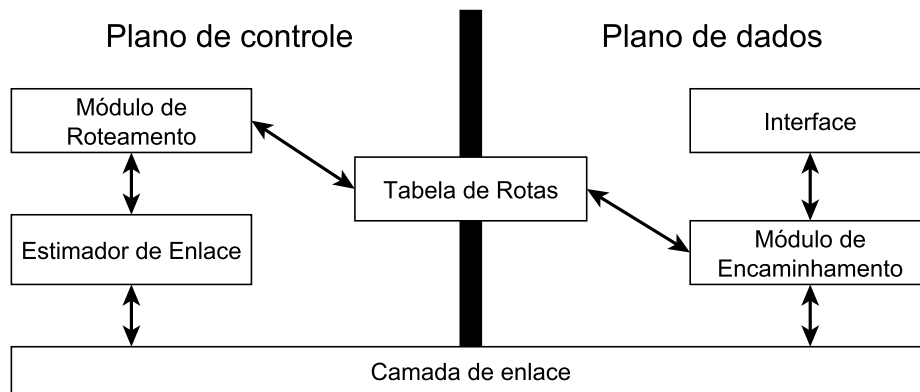 Plano de controle
Plano de dados
Módulo de
Roteamento
Interface
Tabela de Rotas
Estimador de Enlace
Módulo de
Encaminhamento
Camada de enlace